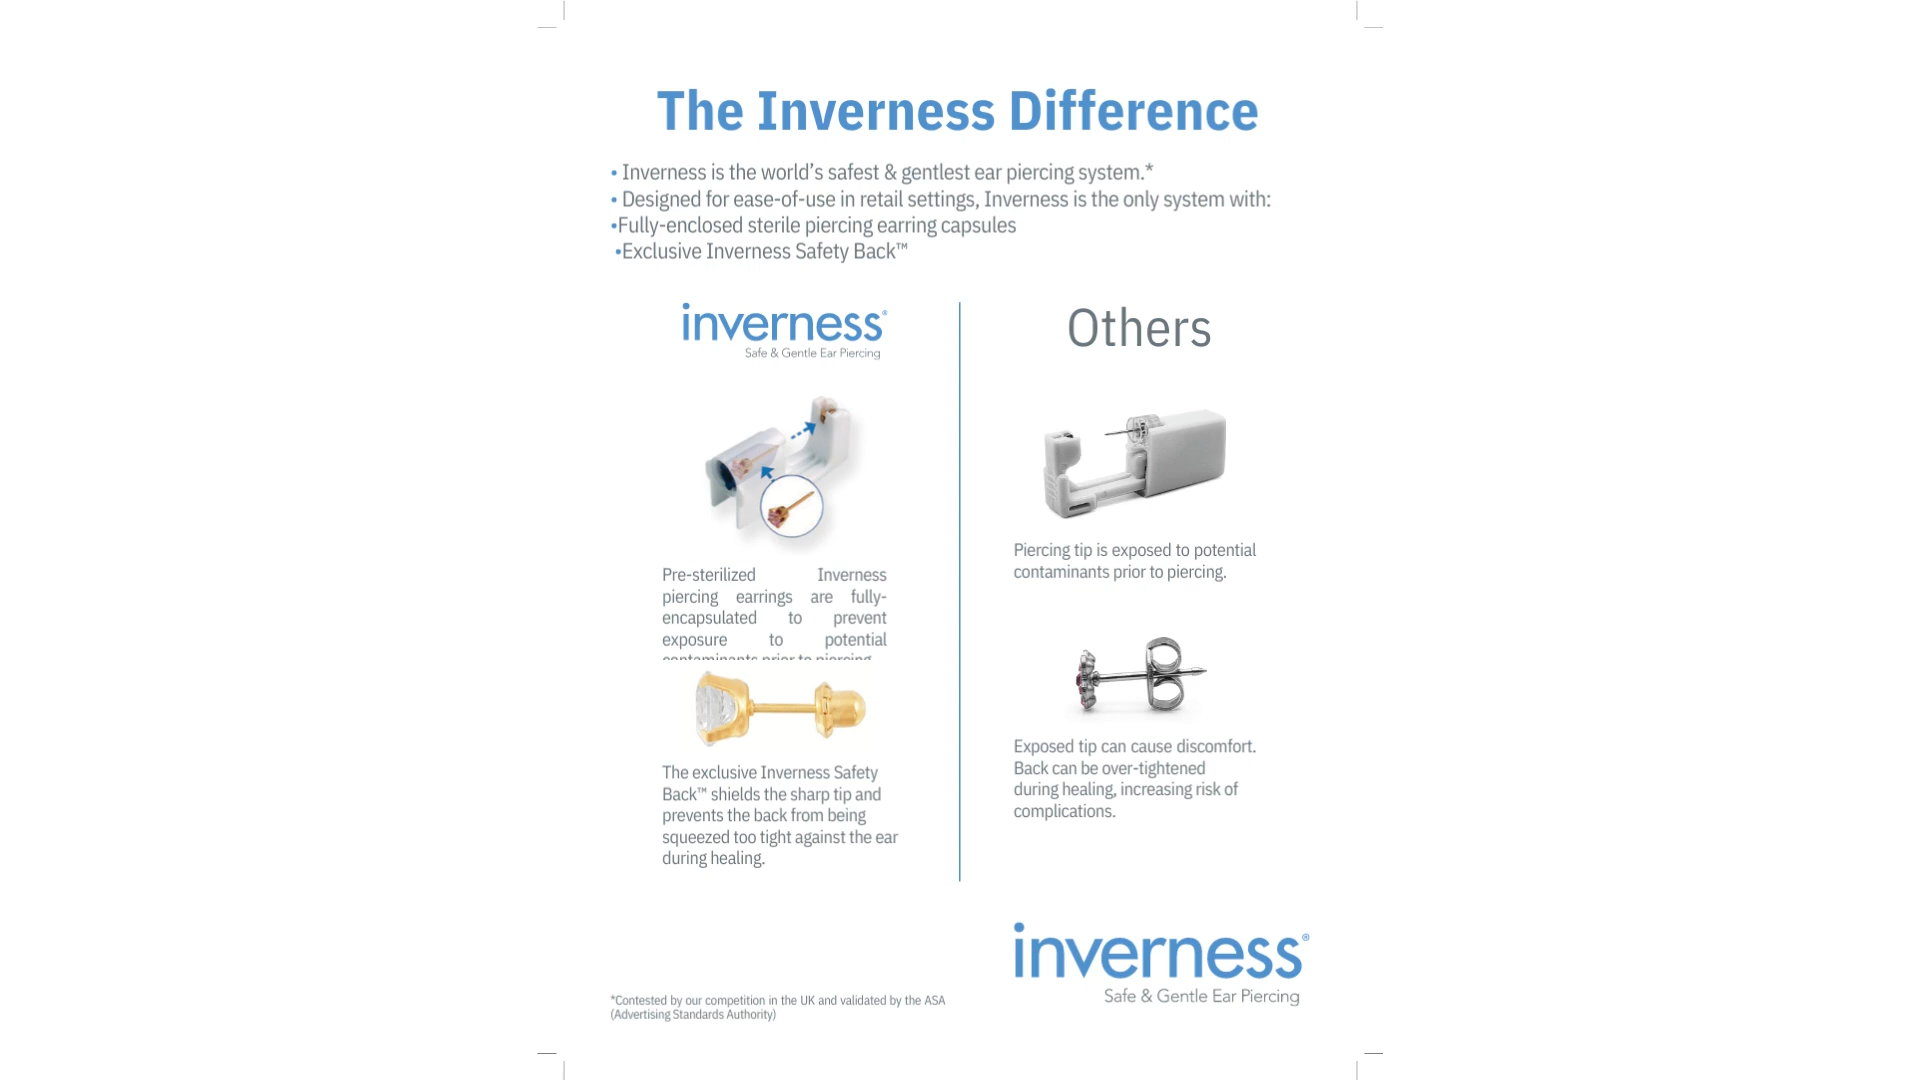 The Inverness Difference
• Inverness is the world's safest & gentlest ear piercing system.*
• Designed for ease-of-use in retail settings, Inverness is the only system with:
•Fully-enclosed sterile piercing earring capsules
•Exclusive Inverness Safety Back™
inverness®
Safe & Gentle Ear Piercing
Pre-sterilized Inverness
piercing earrings are fully-
encapsulated to prevent
exposure to potential
contaminants prior to piercing.
The exclusive Inverness Safety
Back™ shields the sharp tip and
prevents the back from being
squeezed too tight against the ear
during healing.
Others
Piercing tip is exposed to potential
contaminants prior to piercing.
Exposed tip can cause discomfort.
Back can be over-tightened
during healing, increasing risk of
complications.
inverness®
Safe & Gentle Ear Piercing
*Contested by our competition in the UK and validated by the ASA
(Advertising Standards Authority)